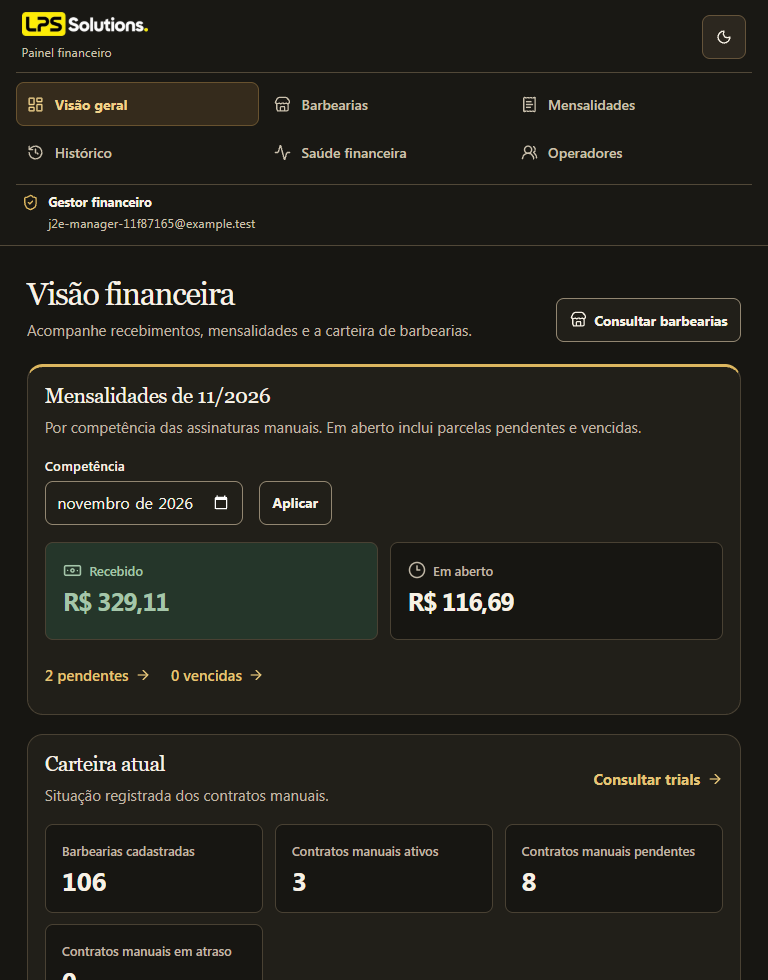 LPS Solutions.
Painel financeiro
Visão geral
Barbearias
Mensalidades
Histórico
Saúde financeira
Operadores
Gestor financeiro
j2e-manager-11f87165@example.test
Visão financeira
Acompanhe recebimentos, mensalidades e a carteira de barbearias.
Consultar barbearias
Mensalidades de 11/2026
Por competência das assinaturas manuais. Em aberto inclui parcelas pendentes e vencidas.
Competência
novembro de 2026
Aplicar
Recebido
R$ 329,11
Em aberto
R$ 116,69
2 pendentes →
0 vencidas →
Carteira atual
Situação registrada dos contratos manuais.
Consultar trials →
Barbearias cadastradas
106
Contratos manuais ativos
3
Contratos manuais pendentes
8
Contratos manuais em atraso